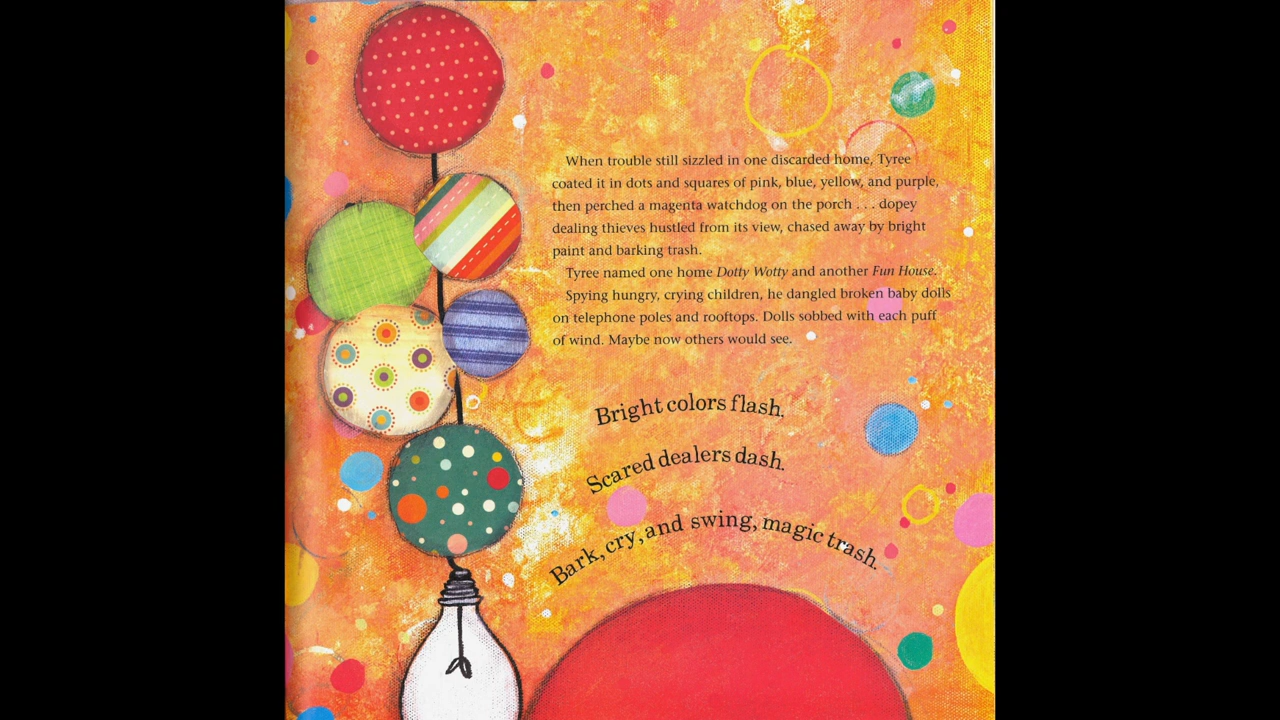 When trouble still sizzled in one discarded home, Tyree
coated it in dots and squares of pink, blue, yellow, and purple,
then perched a magenta watchdog on the porch . . . dopey
dealing thieves hustled from its view, chased away by bright
paint and barking trash.
Tyree named one home Dotty Wotty and another Fun House.
Spying hungry, crying children, he dangled broken baby dolls
on telephone poles and rooftops. Dolls sobbed with each puff
of wind. Maybe now others would see.
Bright colors flash.
Scared dealers dash.
Bark, cry, and swing, magic trash.